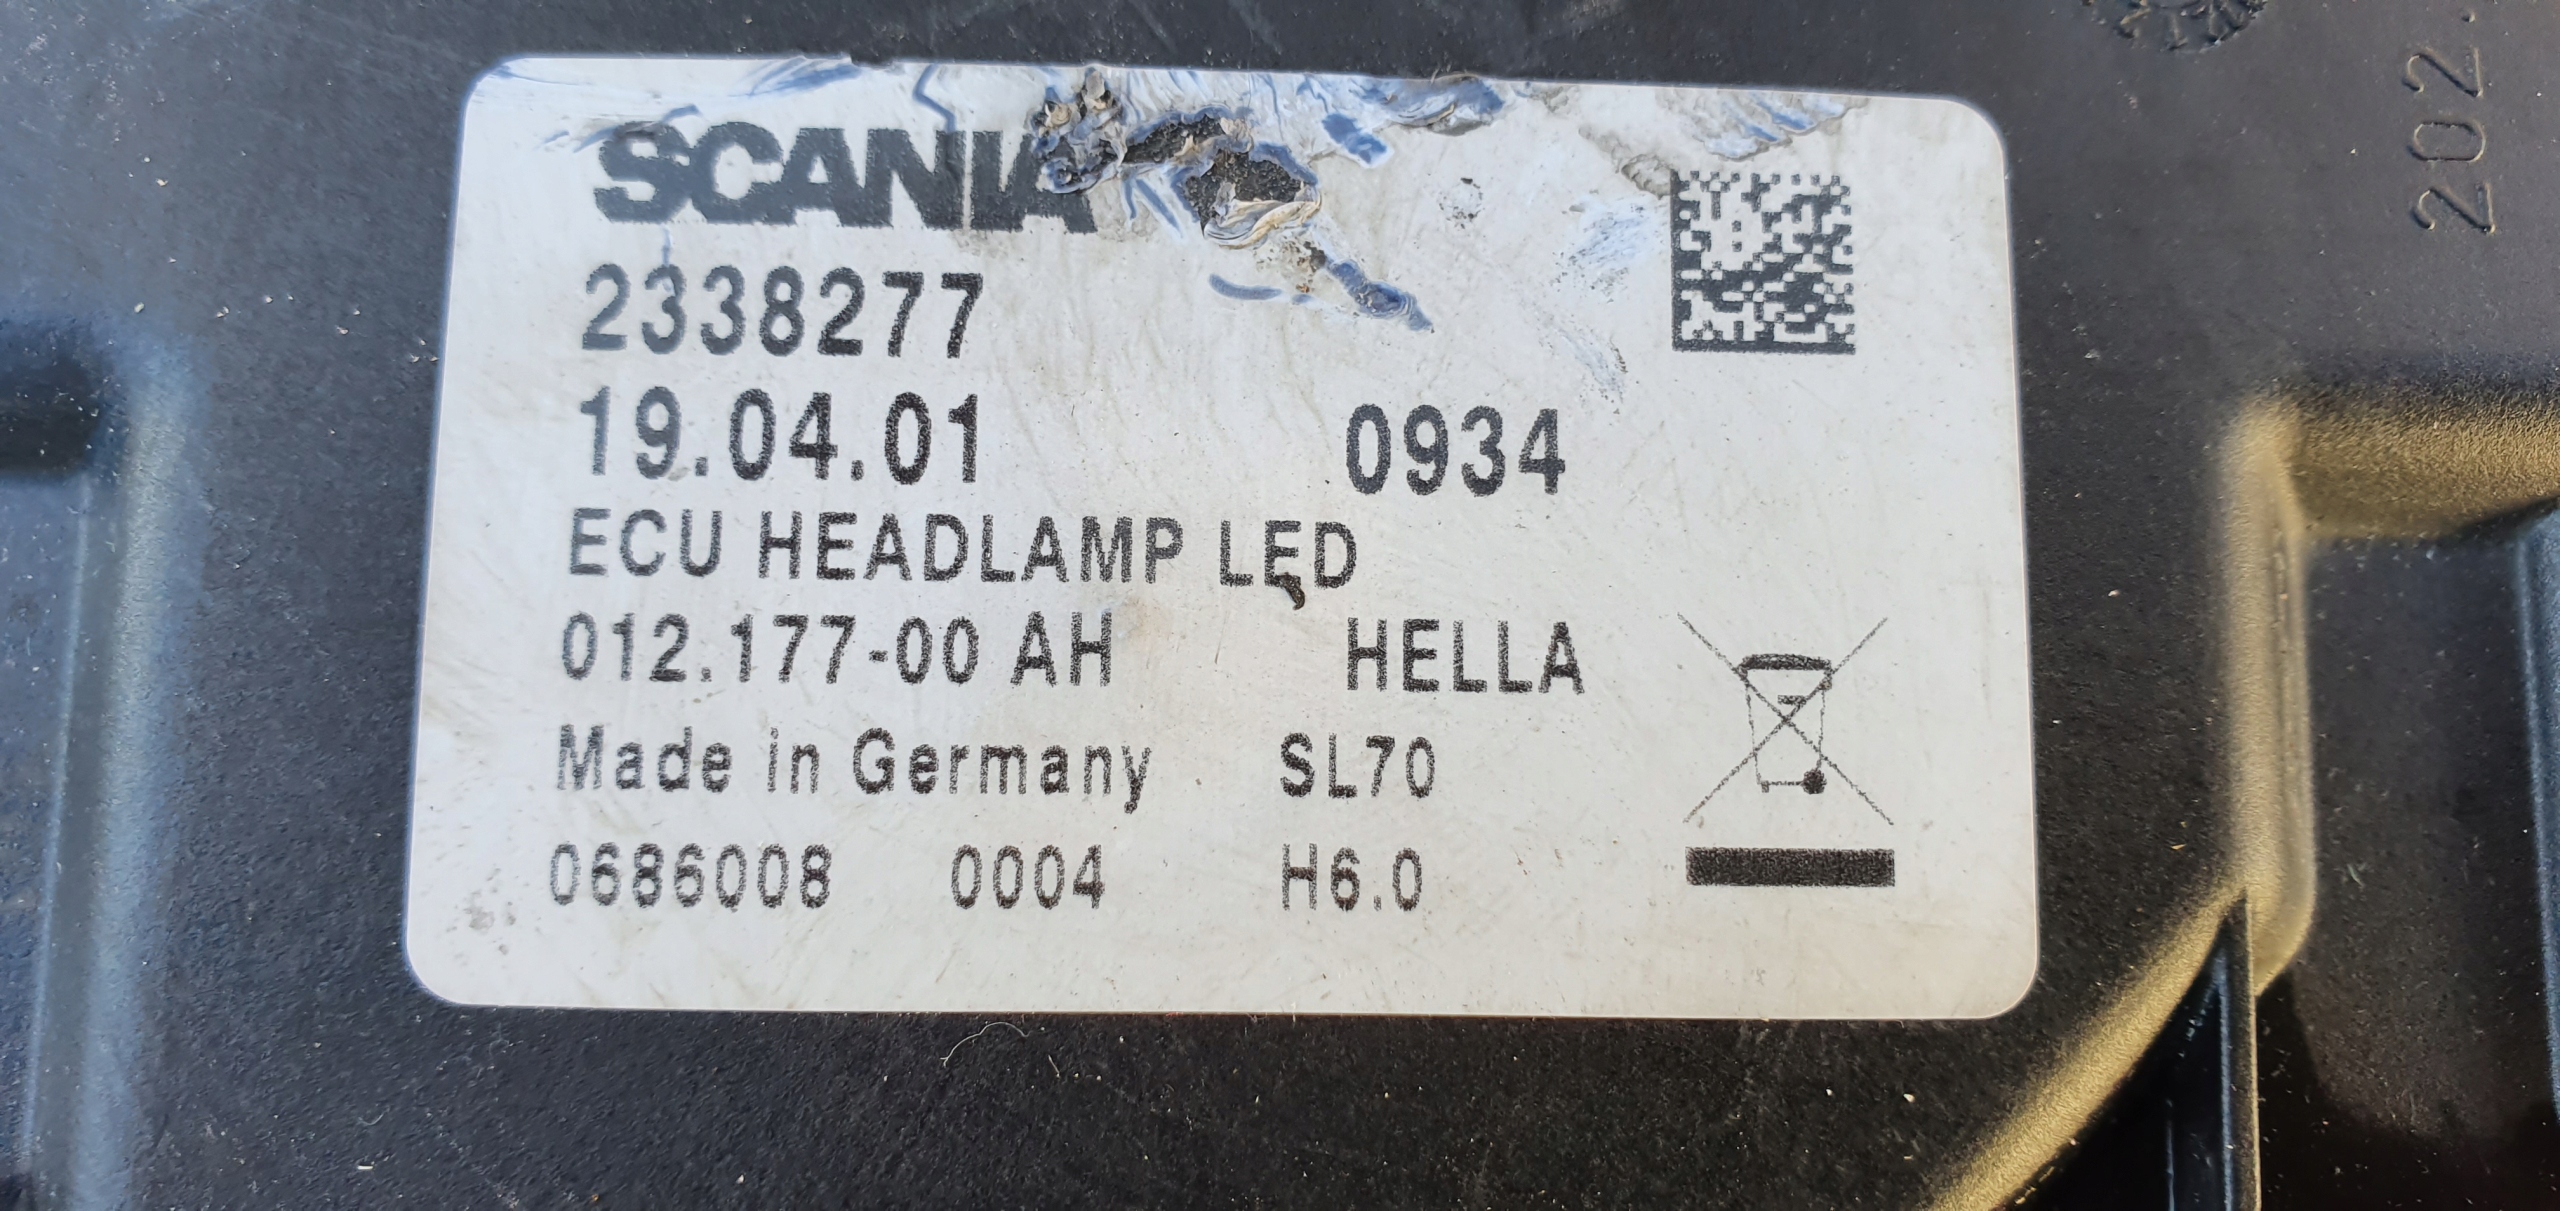 SCANIA
2338277
19.04.01 0934
ECU HEADLAMP LED
012.177-00 AH HELLA
Made in Germany SL70
0686008 0004 H6.0
202.